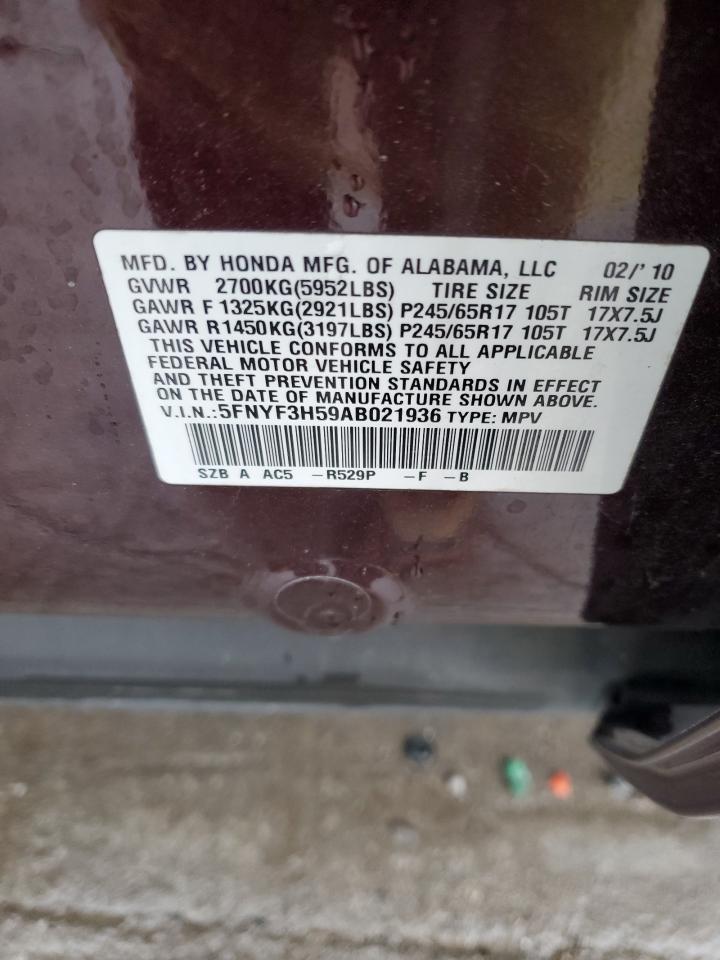 MFD. BY HONDA MFG. OF ALABAMA, LLC 02/'10
GVWR 2700KG(5952LBS) TIRE SIZE RIM SIZE
GAWR F 1325KG(2921LBS) P245/65R17 105T 17X7.5J
GAWR R1450KG(3197LBS) P245/65R17 105T 17X7.5J
THIS VEHICLE CONFORMS TO ALL APPLICABLE
FEDERAL MOTOR VEHICLE SAFETY
AND THEFT PREVENTION STANDARDS IN EFFECT
ON THE DATE OF MANUFACTURE SHOWN ABOVE.
V.I.N.:5FNYF3H59AB021936 TYPE: MPV
SZB A AC5 -R529P -F -B